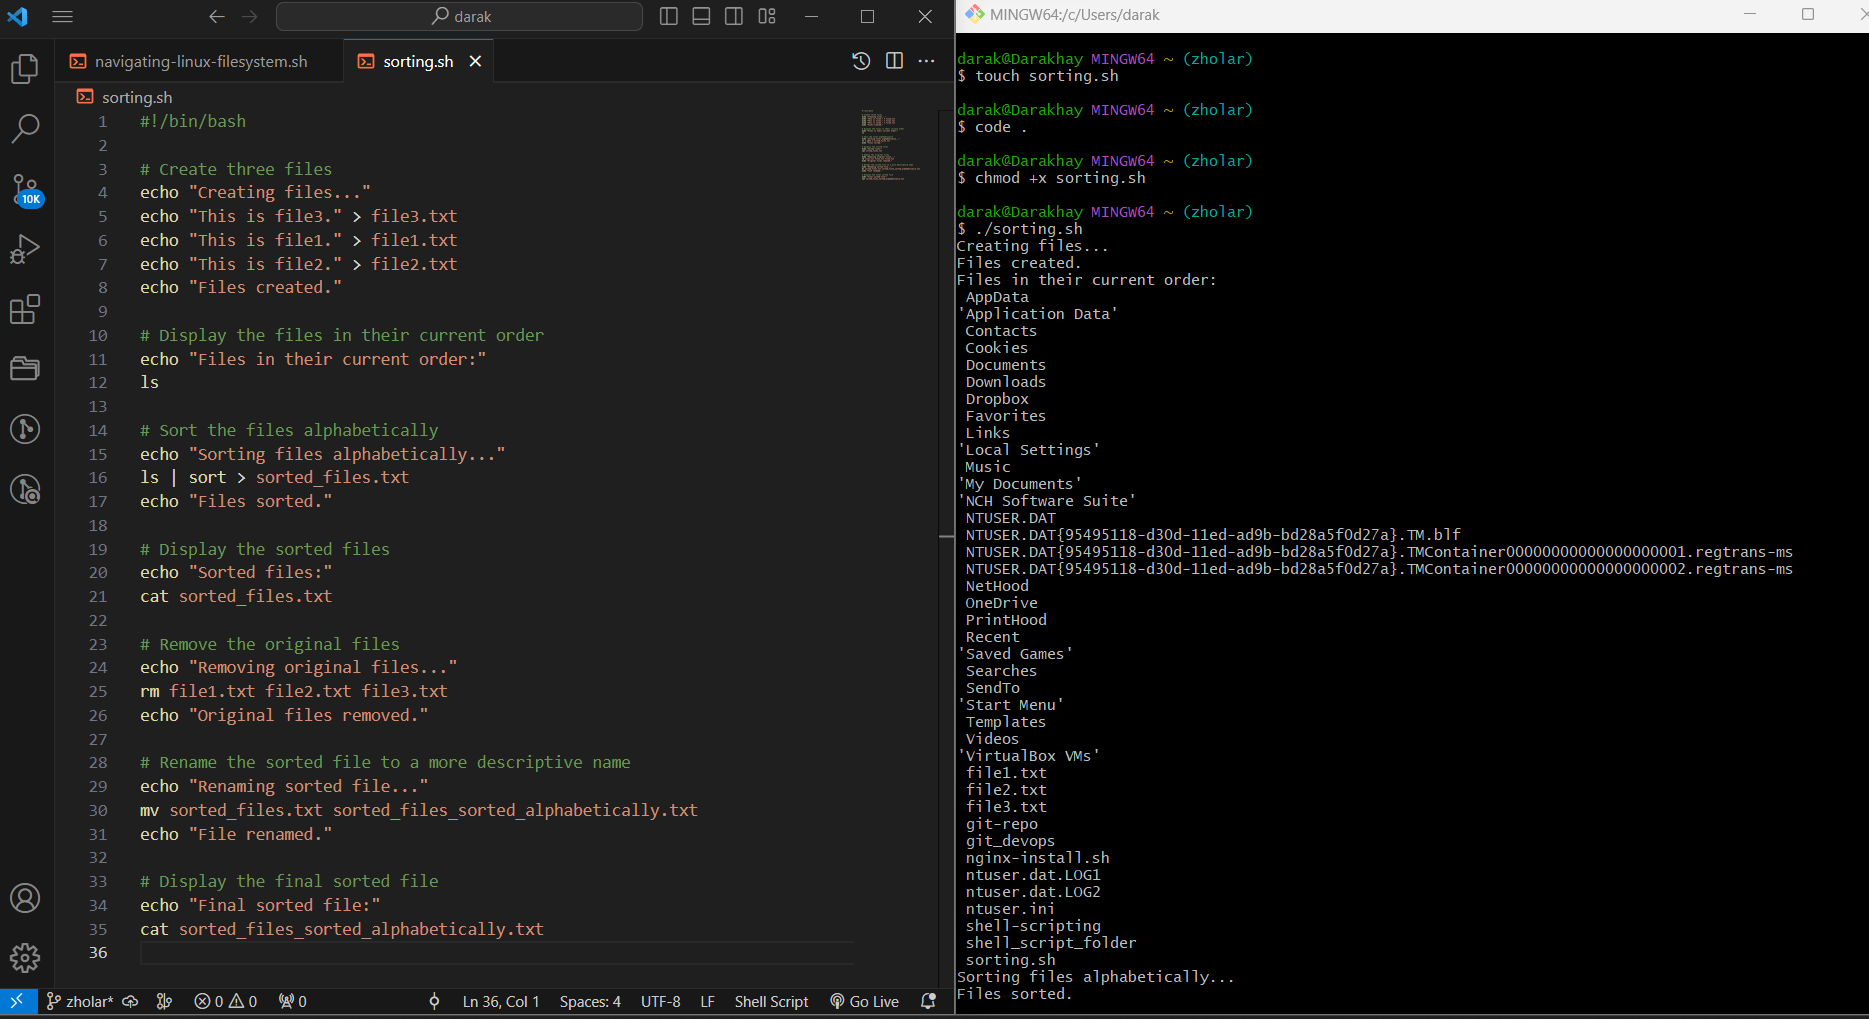 darak
navigating-linux-filesystem.sh
sorting.sh
sorting.sh
10K
1 #!/bin/bash
2
3 # Create three files
4 echo "Creating files..."
5 echo "This is file3." > file3.txt
6 echo "This is file1." > file1.txt
7 echo "This is file2." > file2.txt
8 echo "Files created."
9
10 # Display the files in their current order
11 echo "Files in their current order:"
12 ls
13
14 # Sort the files alphabetically
15 echo "Sorting files alphabetically..."
16 ls | sort > sorted_files.txt
17 echo "Files sorted."
18
19 # Display the sorted files
20 echo "Sorted files:"
21 cat sorted_files.txt
22
23 # Remove the original files
24 echo "Removing original files..."
25 rm file1.txt file2.txt file3.txt
26 echo "Original files removed."
27
28 # Rename the sorted file to a more descriptive name
29 echo "Renaming sorted file..."
30 mv sorted_files.txt sorted_files_sorted_alphabetically.txt
31 echo "File renamed."
32
33 # Display the final sorted file
34 echo "Final sorted file:"
35 cat sorted_files_sorted_alphabetically.txt
36
zholar* 0 0 0 Ln 36, Col 1 Spaces: 4 UTF-8 LF Shell Script Go Live
MINGW64:/c/Users/darak
darak@Darakhay MINGW64 ~ (zholar)
$ touch sorting.sh
darak@Darakhay MINGW64 ~ (zholar)
$ code .
darak@Darakhay MINGW64 ~ (zholar)
$ chmod +x sorting.sh
darak@Darakhay MINGW64 ~ (zholar)
$ ./sorting.sh
Creating files...
Files created.
Files in their current order:
AppData
'Application Data'
Contacts
Cookies
Documents
Downloads
Dropbox
Favorites
Links
'Local Settings'
Music
'My Documents'
'NCH Software Suite'
NTUSER.DAT
NTUSER.DAT{95495118-d30d-11ed-ad9b-bd28a5f0d27a}.TM.blf
NTUSER.DAT{95495118-d30d-11ed-ad9b-bd28a5f0d27a}.TMContainer00000000000000000001.regtrans-ms
NTUSER.DAT{95495118-d30d-11ed-ad9b-bd28a5f0d27a}.TMContainer00000000000000000002.regtrans-ms
NetHood
OneDrive
PrintHood
Recent
'Saved Games'
Searches
SendTo
'Start Menu'
Templates
Videos
'VirtualBox VMs'
file1.txt
file2.txt
file3.txt
git-repo
git_devops
nginx-install.sh
ntuser.dat.LOG1
ntuser.dat.LOG2
ntuser.ini
shell-scripting
shell_script_folder
sorting.sh
Sorting files alphabetically...
Files sorted.